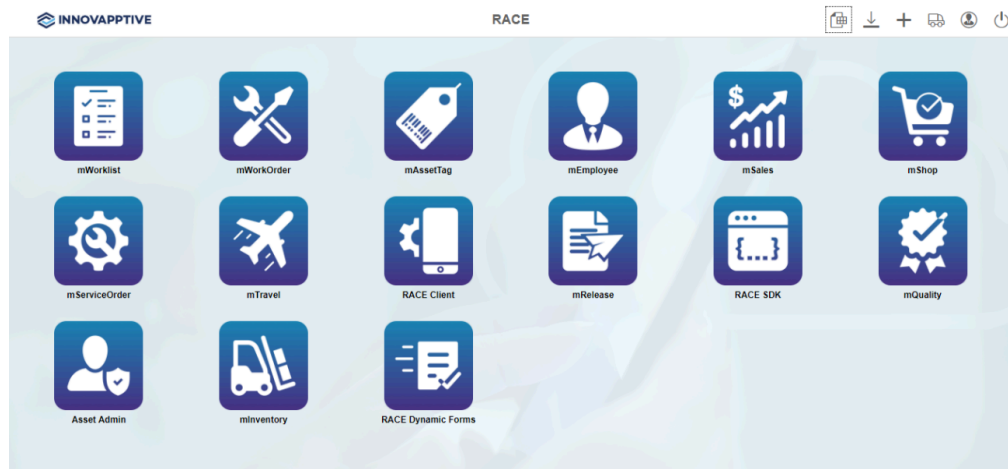 INNOVAPPTIVE
RACE
mWorklist
mWorkOrder
mAssetTag
mEmployee
mSales
mShop
mServiceOrder
mTravel
RACE Client
mRelease
RACE SDK
mQuality
Asset Admin
mInventory
RACE Dynamic Forms